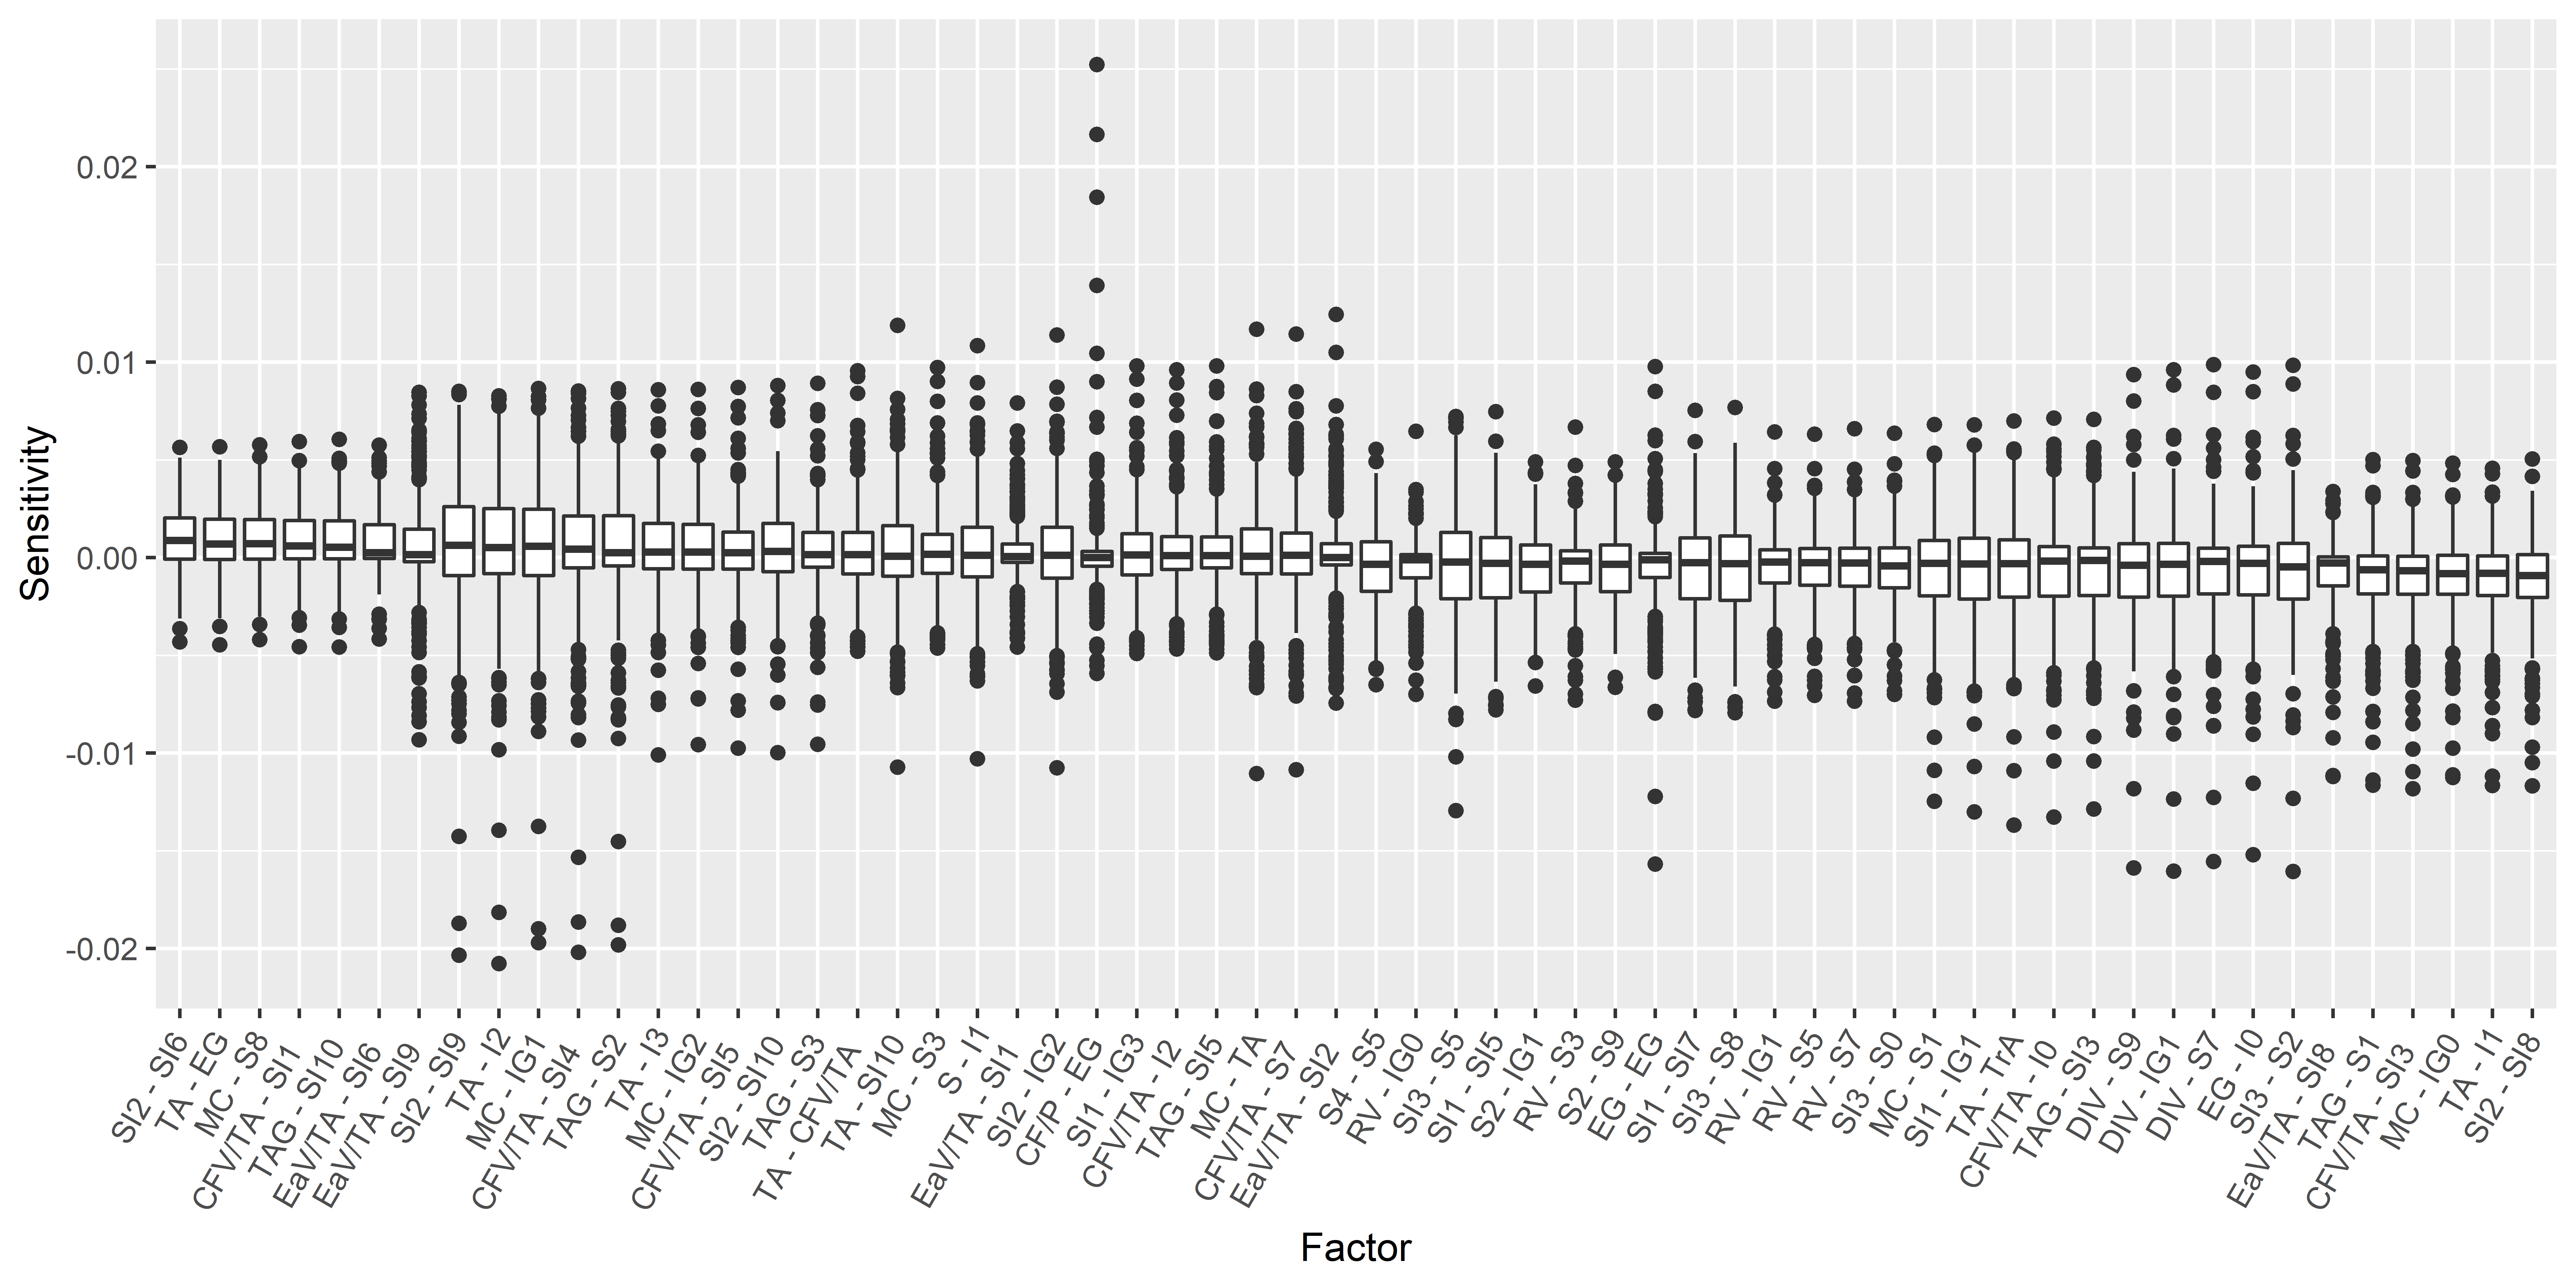 Sensitivity
0.02
0.01
0.00
-0.01
-0.02
SI2 - SI6
TA - EG
MC - S8
CFV/TA - SI1
TAG - SI10
EaV/TA - SI6
EaV/TA - SI9
SI2 - SI9
TA - I2
MC - IG1
CFV/TA - SI4
TAG - S2
TA - I3
MC - IG2
CFV/TA - SI5
SI2 - SI10
TAG - S3
TA - CFV/TA
TA - SI10
MC - S3
S - I1
EaV/TA - SI1
SI2 - IG2
CF/P - EG
SI1 - IG3
CFV/TA - I2
TAG - SI5
MC - TA
CFV/TA - S7
EaV/TA - SI2
S4 - S5
RV - IG0
SI3 - S5
SI1 - SI5
S2 - IG1
RV - S3
S2 - S9
EG - EG
SI1 - SI7
SI3 - S8
RV - IG1
RV - S5
RV - S7
SI3 - S0
MC - S1
SI1 - IG1
TA - TrA
CFV/TA - I0
TAG - SI3
DIV - S9
DIV - IG1
DIV - S7
EG - I0
SI3 - S2
EaV/TA - SI8
TAG - S1
CFV/TA - SI3
MC - IG0
TA - I1
SI2 - SI8
Factor